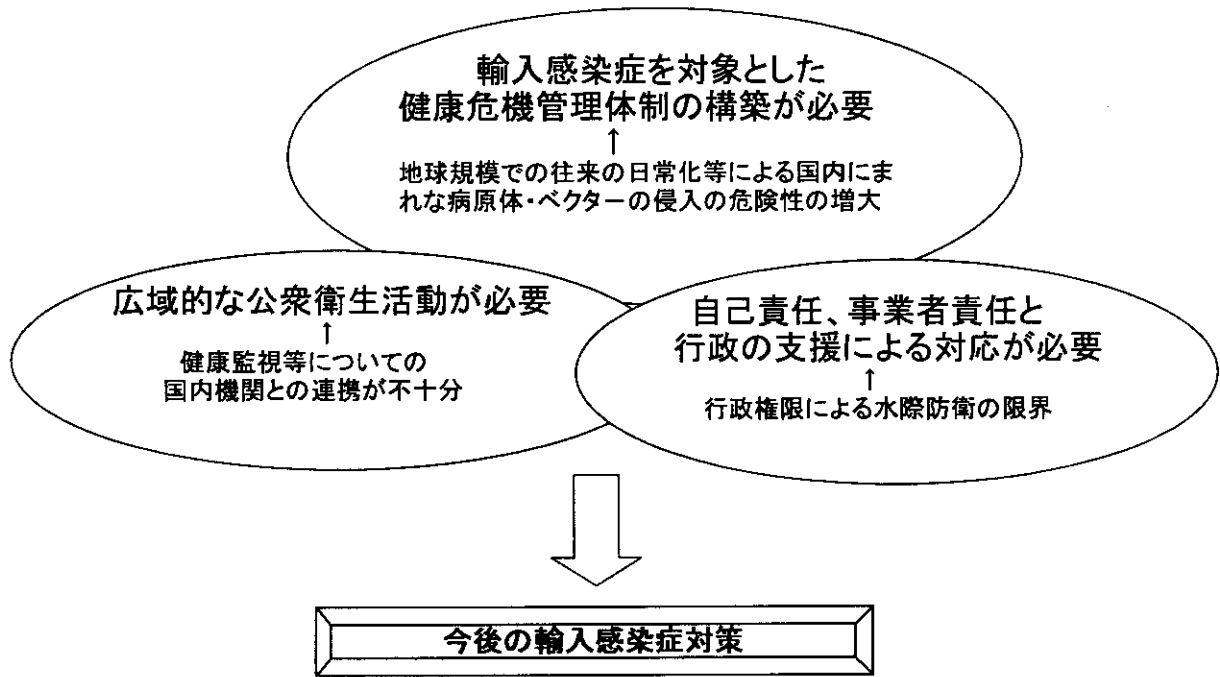 輸入感染症を対象とした
健康危機管理体制の構築が必要
↑
地球規模での往来の日常化等による国内にま
れな病原体・ベクターの侵入の危険性の増大
広域的な公衆衛生活動が必要
↑
健康監視等についての
国内機関との連携が不十分
自己責任、事業者責任と
行政の支援による対応が必要
↑
行政権限による水際防衛の限界
今後の輸入感染症対策